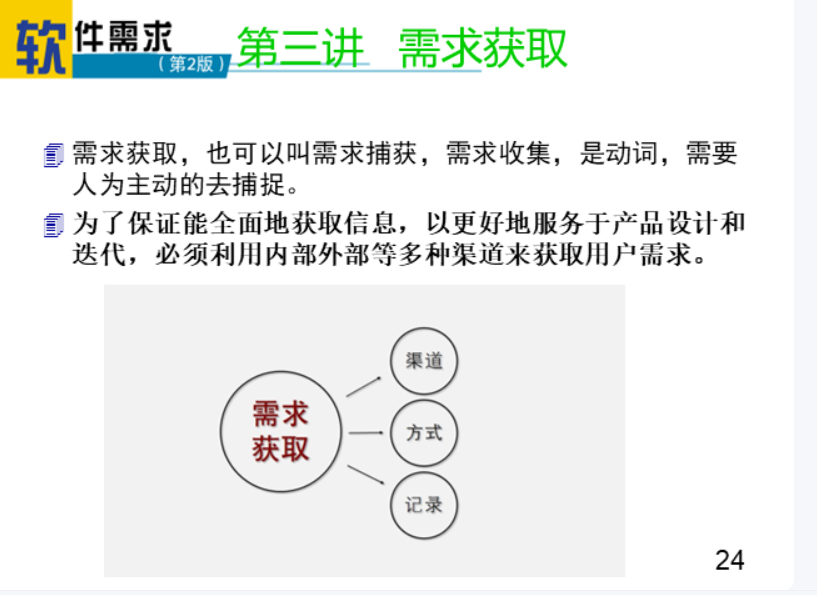 软件需求
（第2版）
第三讲 需求获取
需求获取，也可以叫需求捕获，需求收集，是动词，需要
人为主动的去捕捉。
为了保证能全面地获取信息，以更好地服务于产品设计和
迭代，必须利用内部外部等多种渠道来获取用户需求。
需求
获取
渠道
方式
记录
24